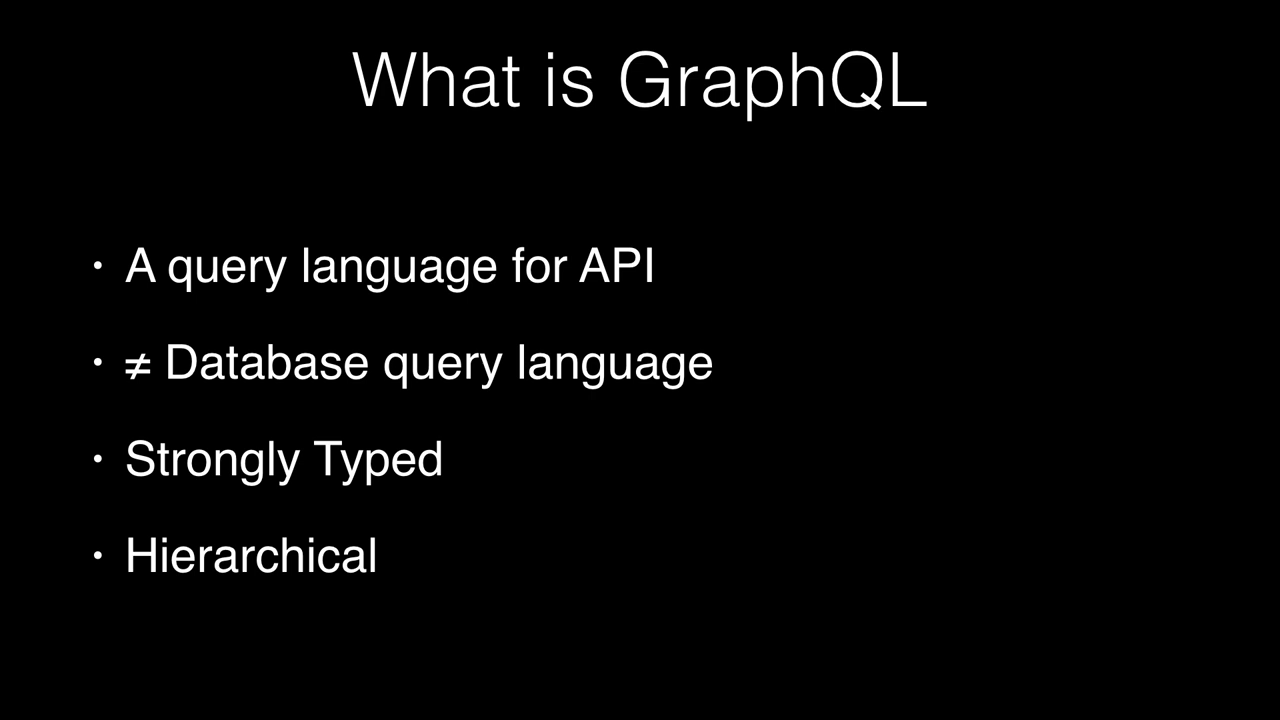 What is GraphQL
• A query language for API
• ≠ Database query language
• Strongly Typed
• Hierarchical